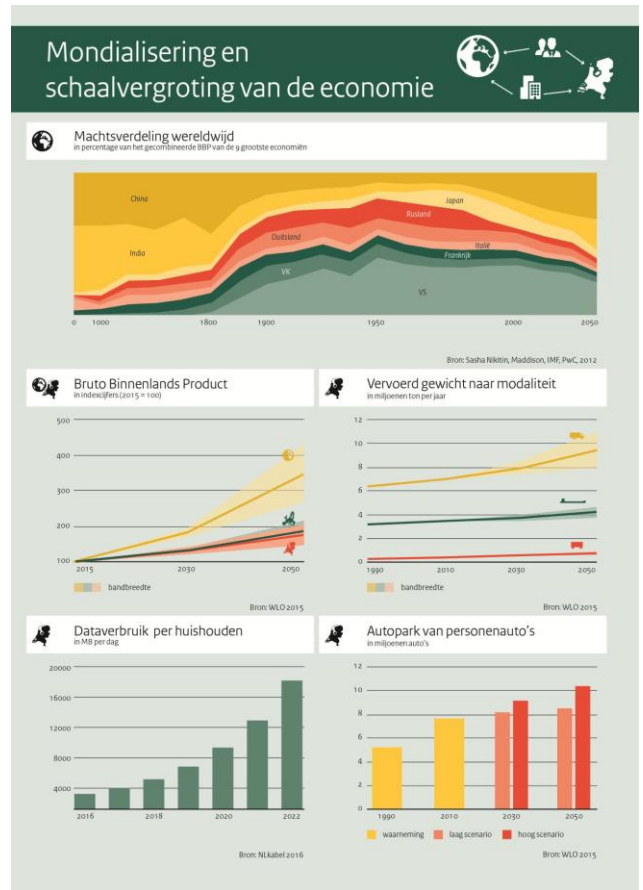 Mondialisering en
schaalvergroting van de economie
Machtsverdeling wereldwijd
in percentage van het gecombineerde BBP van de 9 grootste economiën
China
India
Japan
Rusland
Duitsland
Italië
Frankrijk
VK
VS
0 1000 1800 1900 1950 2000 2050
Bron: Sasha Nikitin, Maddison, IMF, PwC, 2012
Bruto Binnenlands Product
in indexcijfers (2015 = 100)
500
400
300
200
100
2015 2030 2050
bandbreedte
Bron: WLO 2015
Vervoerd gewicht naar modaliteit
in miljoenen ton per jaar
12
10
8
6
4
2
0
1990 2010 2030 2050
bandbreedte
Bron: WLO 2015
Dataverbruik per huishouden
in MB per dag
20000
16000
12000
8000
4000
2016 2018 2020 2022
Bron: NLkabel 2016
Autopark van personenauto's
in miljoenen auto's
12
10
8
6
4
2
0
1990 2010 2030 2050
waarneming laag scenario hoog scenario
Bron: WLO 2015